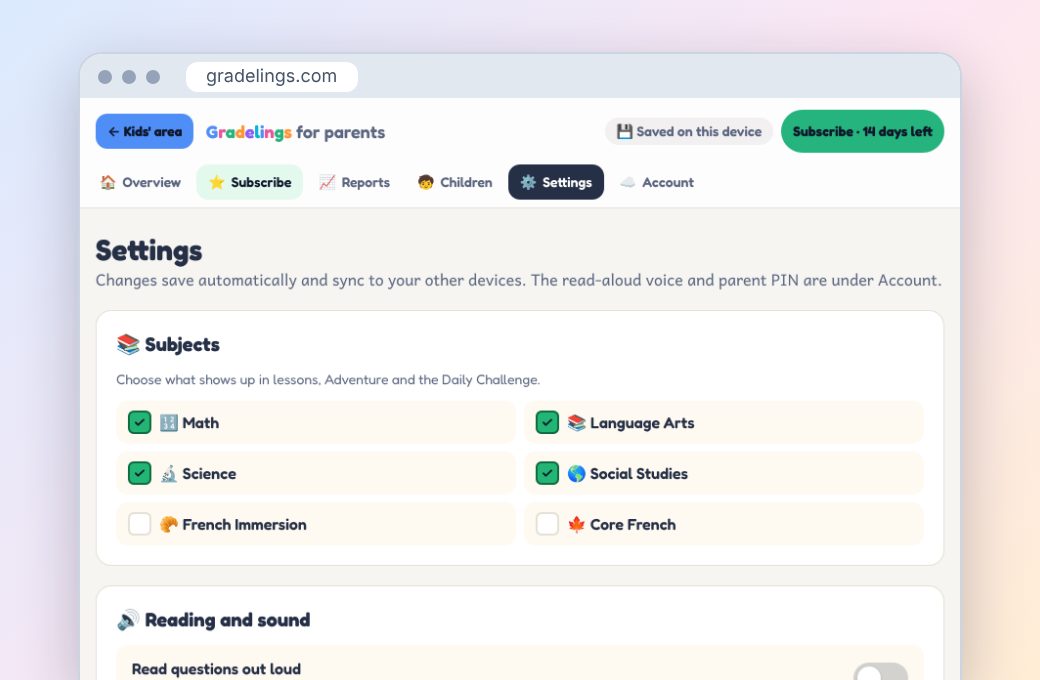 gradelings.com
← Kids' area
Gradelings for parents
💾 Saved on this device
Subscribe · 14 days left
🏠 Overview
⭐ Subscribe
📈 Reports
🧒 Children
⚙️ Settings
☁️ Account
Settings
Changes save automatically and sync to your other devices. The read-aloud voice and parent PIN are under Account.
📚 Subjects
Choose what shows up in lessons, Adventure and the Daily Challenge.
🔢 Math
📚 Language Arts
🔬 Science
🌎 Social Studies
🥐 French Immersion
🍁 Core French
🔊 Reading and sound
Read questions out loud